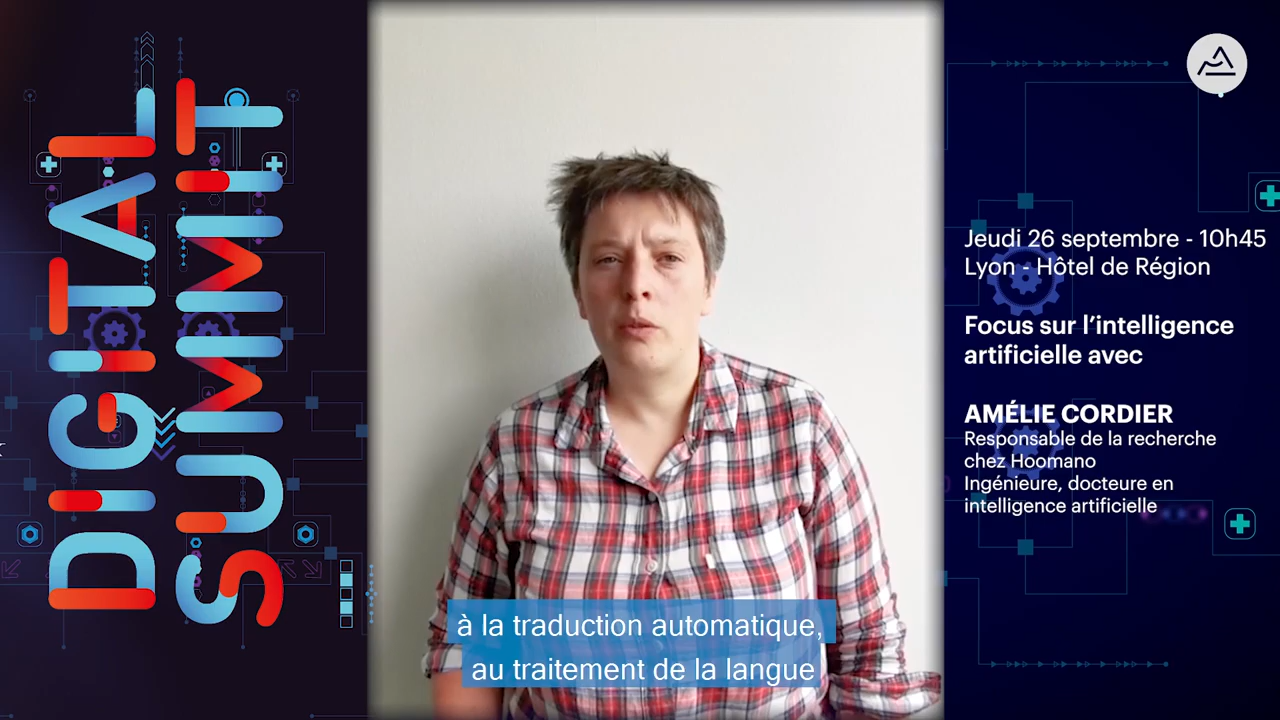 DIGITAL
SUMMIT
Jeudi 26 septembre - 10h45
Lyon - Hôtel de Région
Focus sur l'intelligence
artificielle avec
AMÉLIE CORDIER
Responsable de la recherche
chez Hoomano
Ingénieure, docteure en
intelligence artificielle
à la traduction automatique,
au traitement de la langue